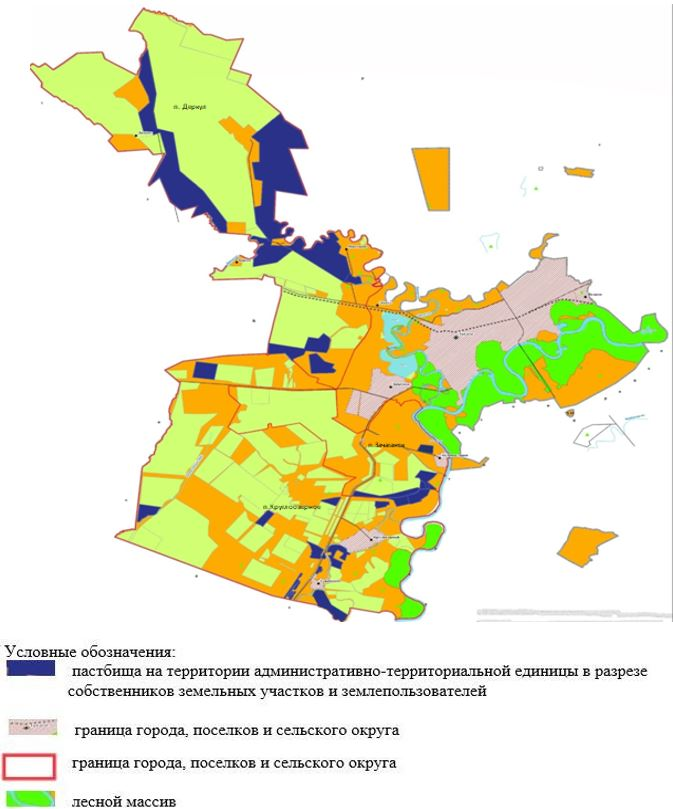 п. Деркул
п. Зачаганск
п.Круглоозерное
Условные обозначения:
пастбища на территории административно-территориальной единицы в разрезе
собственников земельных участков и землепользователей
граница города, поселков и сельского округа
граница города, поселков и сельского округа
лесной массив